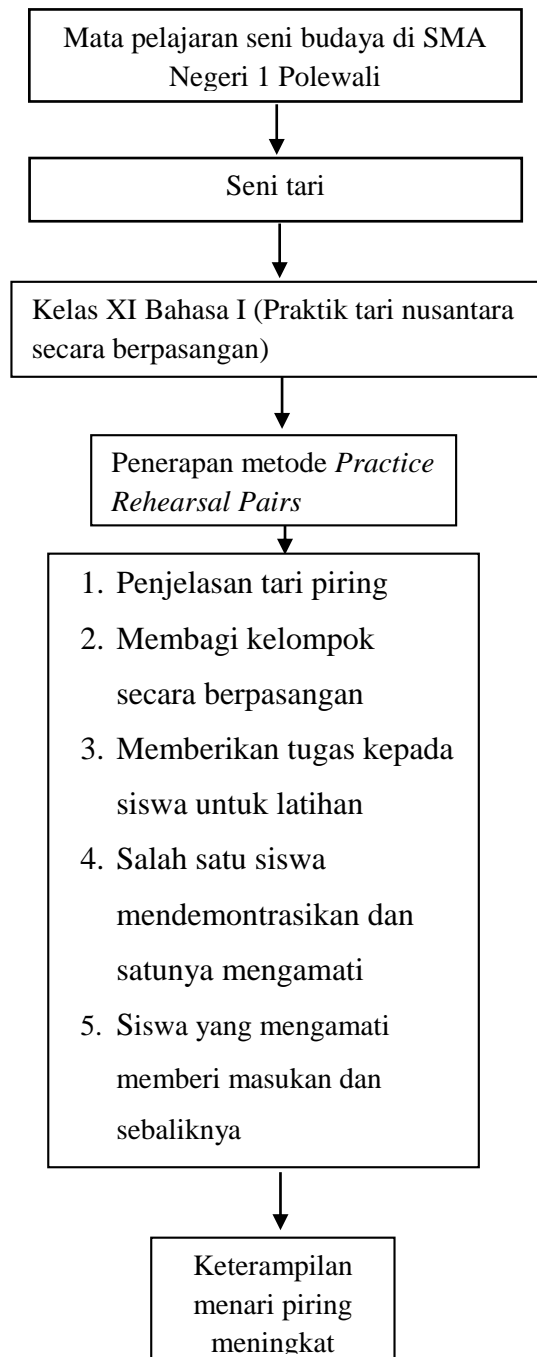 Mata pelajaran seni budaya di SMA
Negeri 1 Polewali
Seni tari
Kelas XI Bahasa I (Praktik tari nusantara
secara berpasangan)
Penerapan metode Practice
Rehearsal Pairs
1. Penjelasan tari piring
2. Membagi kelompok
secara berpasangan
3. Memberikan tugas kepada
siswa untuk latihan
4. Salah satu siswa
mendemontrasikan dan
satunya mengamati
5. Siswa yang mengamati
memberi masukan dan
sebaliknya
Keterampilan
menari piring
meningkat